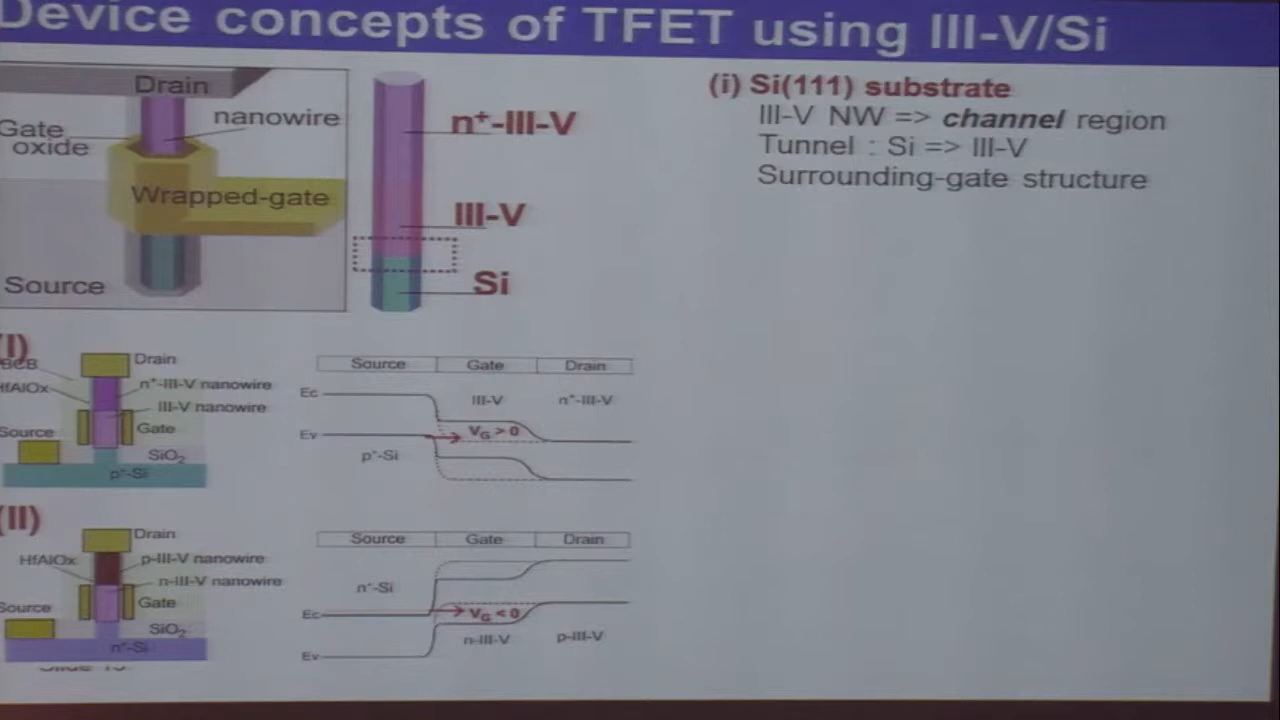 Device concepts of TFET using III-V/Si
Drain
nanowire
Gate
oxide
Wrapped-gate
Source
n⁺-III-V
III-V
Si
(i) Si(111) substrate
III-V NW => channel region
Tunnel : Si => III-V
Surrounding-gate structure
(I)
BCB
Drain
HfAlOx
n⁺-III-V nanowire
III-V nanowire
Source
Gate
SiO₂
p⁺-Si
Source Gate Drain
Ec
III-V
n⁺-III-V
Ev
V_G > 0
p⁺-Si
(II)
Drain
HfAlOx
p-III-V nanowire
n-III-V nanowire
Source
Gate
SiO₂
n⁺-Si
Source Gate Drain
n⁺-Si
Ec
V_G < 0
n-III-V
p-III-V
Ev